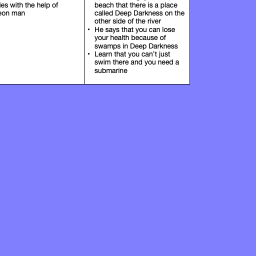 es with the help of
eon man
beach that there is a place
called Deep Darkness on the
other side of the river
• He says that you can lose
your health because of
swamps in Deep Darkness
• Learn that you can't just
swim there and you need a
submarine